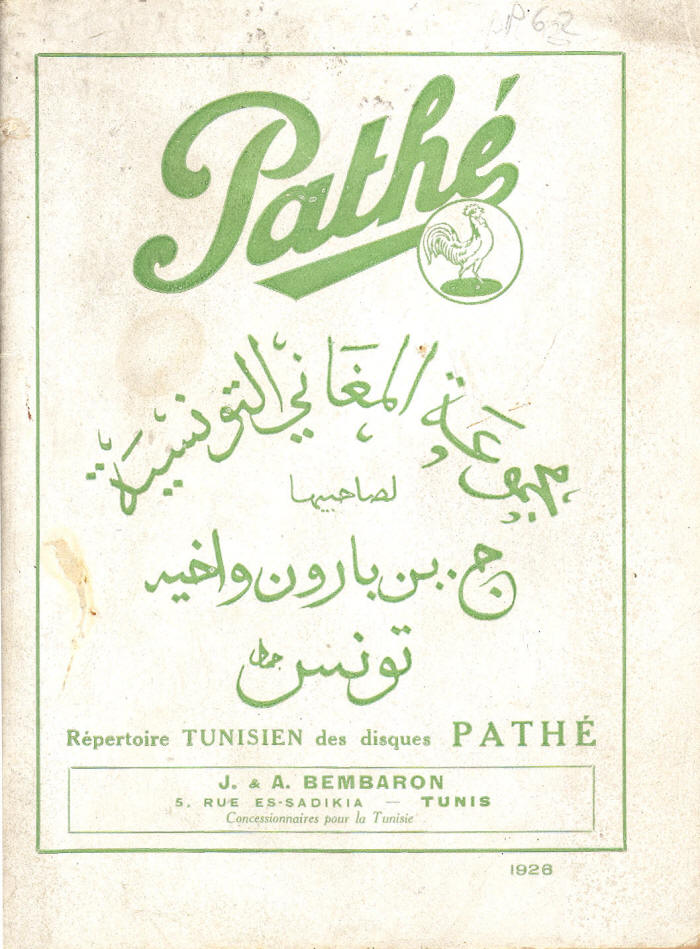 P62
Pathé
مجموعة المغاني التونسية
لصاحبيها
ج. بن بارون واخيه
تونس
Répertoire TUNISIEN des disques PATHÉ
J. & A. BEMBARON
5, RUE ES-SADIKIA — TUNIS
Concessionnaires pour la Tunisie
1926